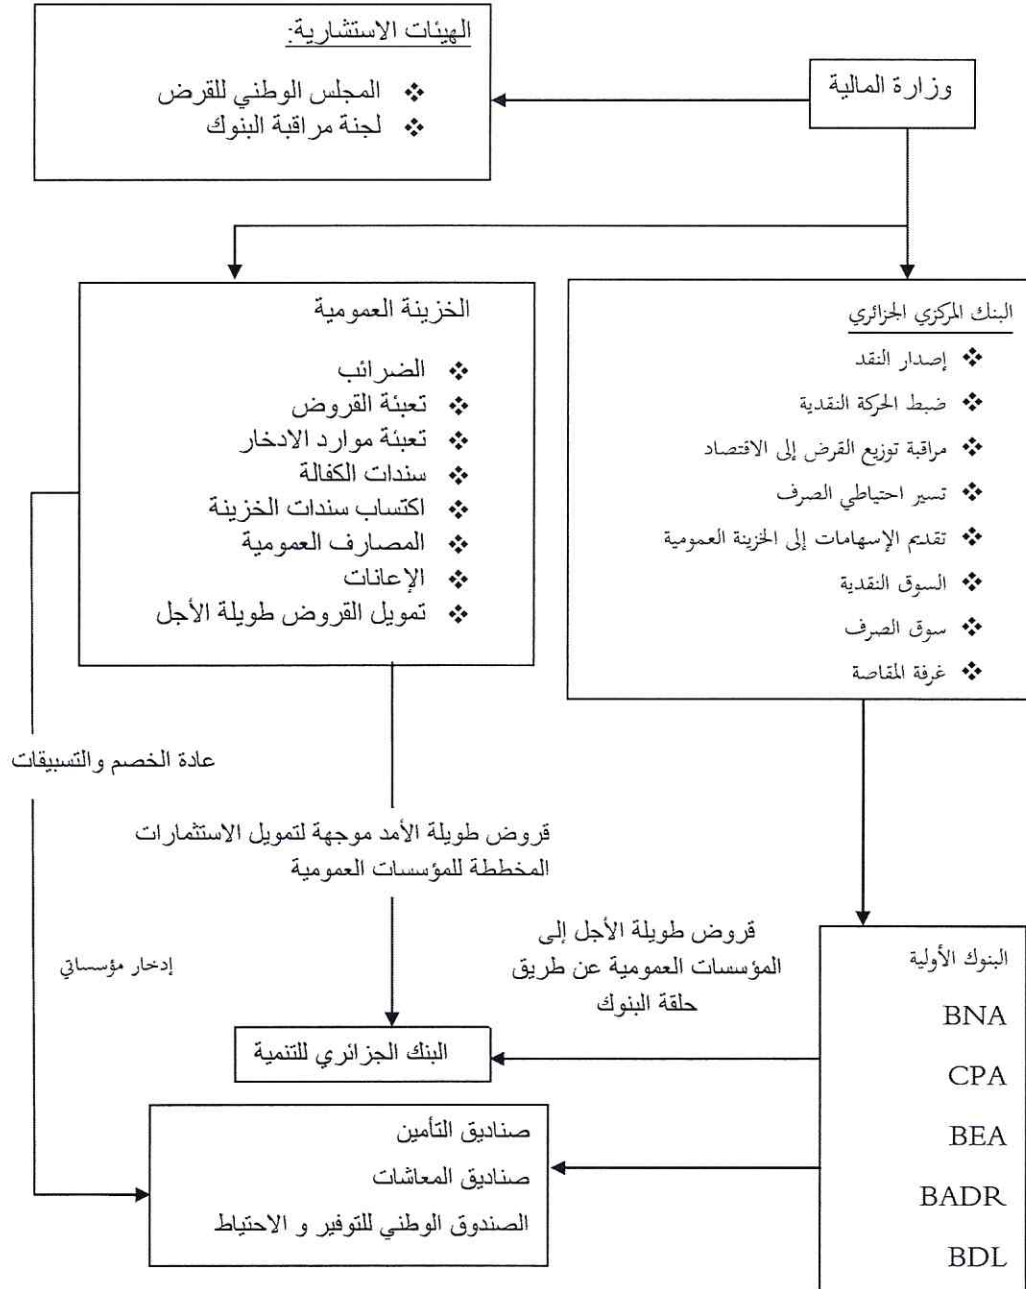 الهيئات الاستشارية:
❖ المجلس الوطني للقرض
❖ لجنة مراقبة البنوك
وزارة المالية
الخزينة العمومية
❖ الضرائب
❖ تعبئة القروض
❖ تعبئة موارد الادخار
❖ سندات الكفالة
❖ اكتساب سندات الخزينة
❖ المصارف العمومية
❖ الإعانات
❖ تمويل القروض طويلة الأجل
البنك المركزي الجزائري
❖ إصدار النقد
❖ ضبط الحركة النقدية
❖ مراقبة توزيع القرض إلى الاقتصاد
❖ تسير احتياطي الصرف
❖ تقديم الإسهامات إلى الخزينة العمومية
❖ السوق النقدية
❖ سوق الصرف
❖ غرفة المقاصة
عادة الخصم والتسبيقات
قروض طويلة الأمد موجهة لتمويل الاستثمارات
المخططة للمؤسسات العمومية
قروض طويلة الأجل إلى
المؤسسات العمومية عن طريق
حلقة البنوك
إدخار مؤسساتي
البنوك الأولية
BNA
CPA
BEA
BADR
BDL
البنك الجزائري للتنمية
صناديق التأمين
صناديق المعاشات
الصندوق الوطني للتوفير و الاحتياط